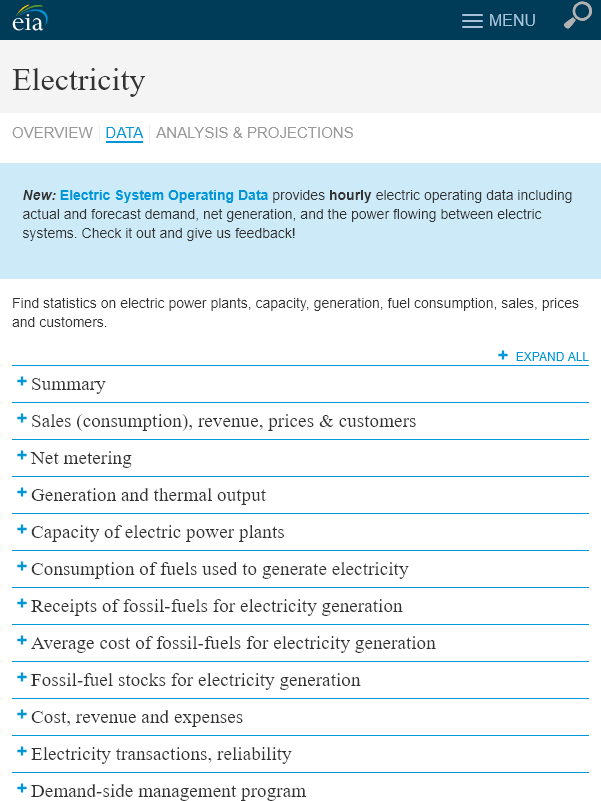 eia
MENU
Electricity
OVERVIEW DATA ANALYSIS & PROJECTIONS
New: Electric System Operating Data provides hourly electric operating data including
actual and forecast demand, net generation, and the power flowing between electric
systems. Check it out and give us feedback!
Find statistics on electric power plants, capacity, generation, fuel consumption, sales, prices
and customers.
+ EXPAND ALL
+ Summary
+ Sales (consumption), revenue, prices & customers
+ Net metering
+ Generation and thermal output
+ Capacity of electric power plants
+ Consumption of fuels used to generate electricity
+ Receipts of fossil-fuels for electricity generation
+ Average cost of fossil-fuels for electricity generation
+ Fossil-fuel stocks for electricity generation
+ Cost, revenue and expenses
+ Electricity transactions, reliability
+ Demand-side management program